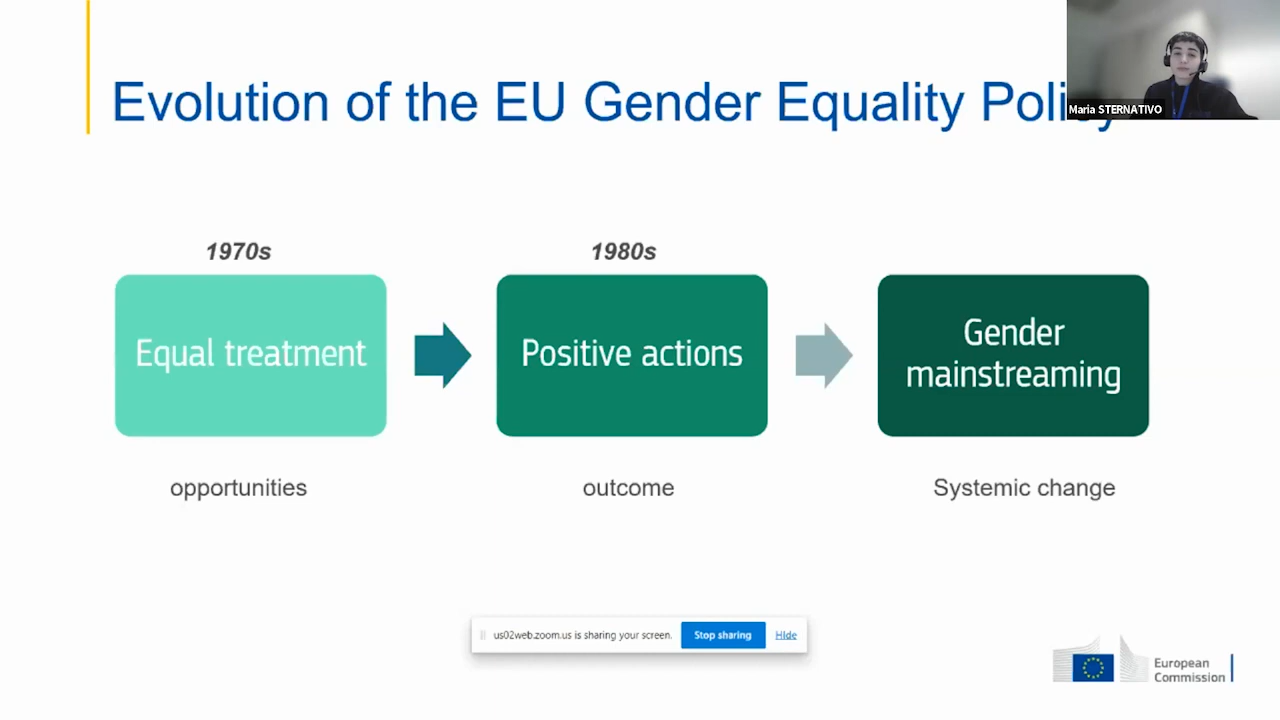 Evolution of the EU Gender Equality Policy
Maria STERNATIVO
1970s
1980s
Equal treatment
Positive actions
Gender
mainstreaming
opportunities
outcome
Systemic change
us02web.zoom.us is sharing your screen.
Stop sharing
Hide
European
Commission